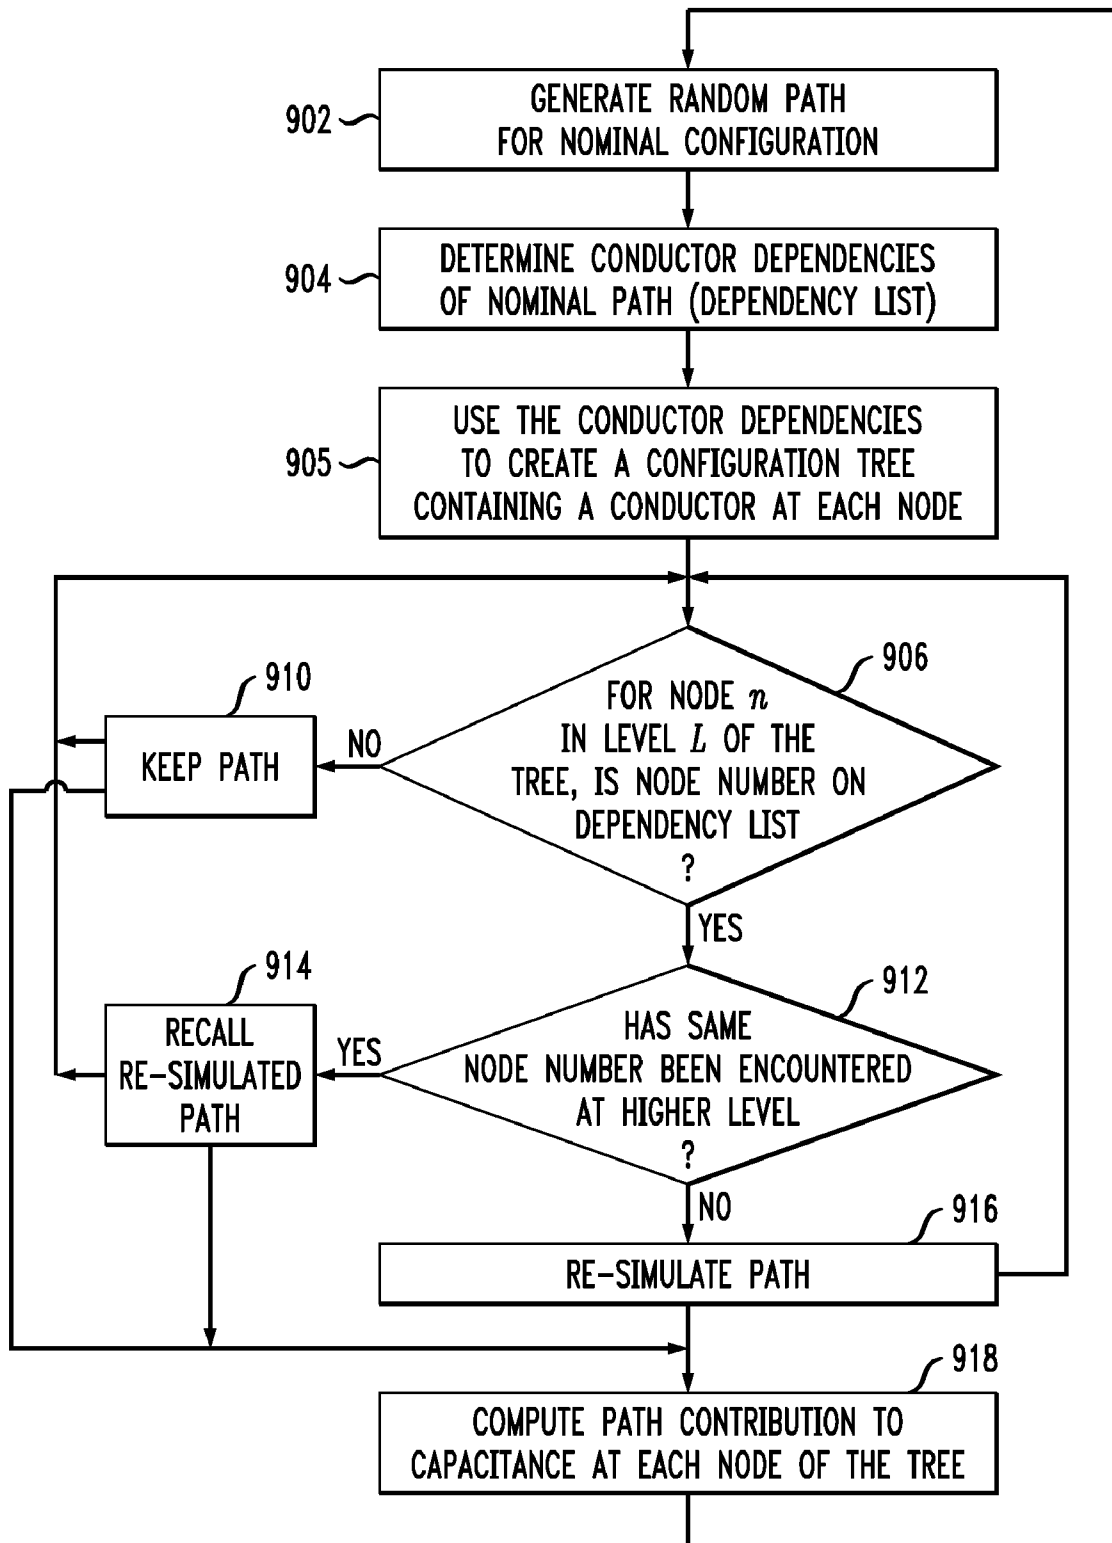 902
GENERATE RANDOM PATH
FOR NOMINAL CONFIGURATION
904
DETERMINE CONDUCTOR DEPENDENCIES
OF NOMINAL PATH (DEPENDENCY LIST)
905
USE THE CONDUCTOR DEPENDENCIES
TO CREATE A CONFIGURATION TREE
CONTAINING A CONDUCTOR AT EACH NODE
906
FOR NODE n
IN LEVEL L OF THE
TREE, IS NODE NUMBER ON
DEPENDENCY LIST
?
NO
910
KEEP PATH
YES
912
HAS SAME
NODE NUMBER BEEN ENCOUNTERED
AT HIGHER LEVEL
?
YES
914
RECALL
RE-SIMULATED
PATH
NO
916
RE-SIMULATE PATH
918
COMPUTE PATH CONTRIBUTION TO
CAPACITANCE AT EACH NODE OF THE TREE